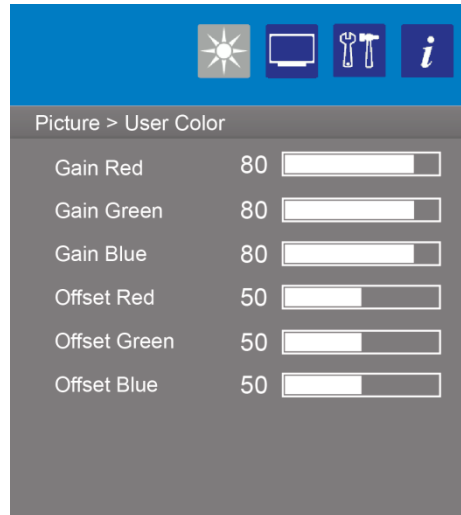 i
Picture > User Color
Gain Red 80
Gain Green 80
Gain Blue 80
Offset Red 50
Offset Green 50
Offset Blue 50